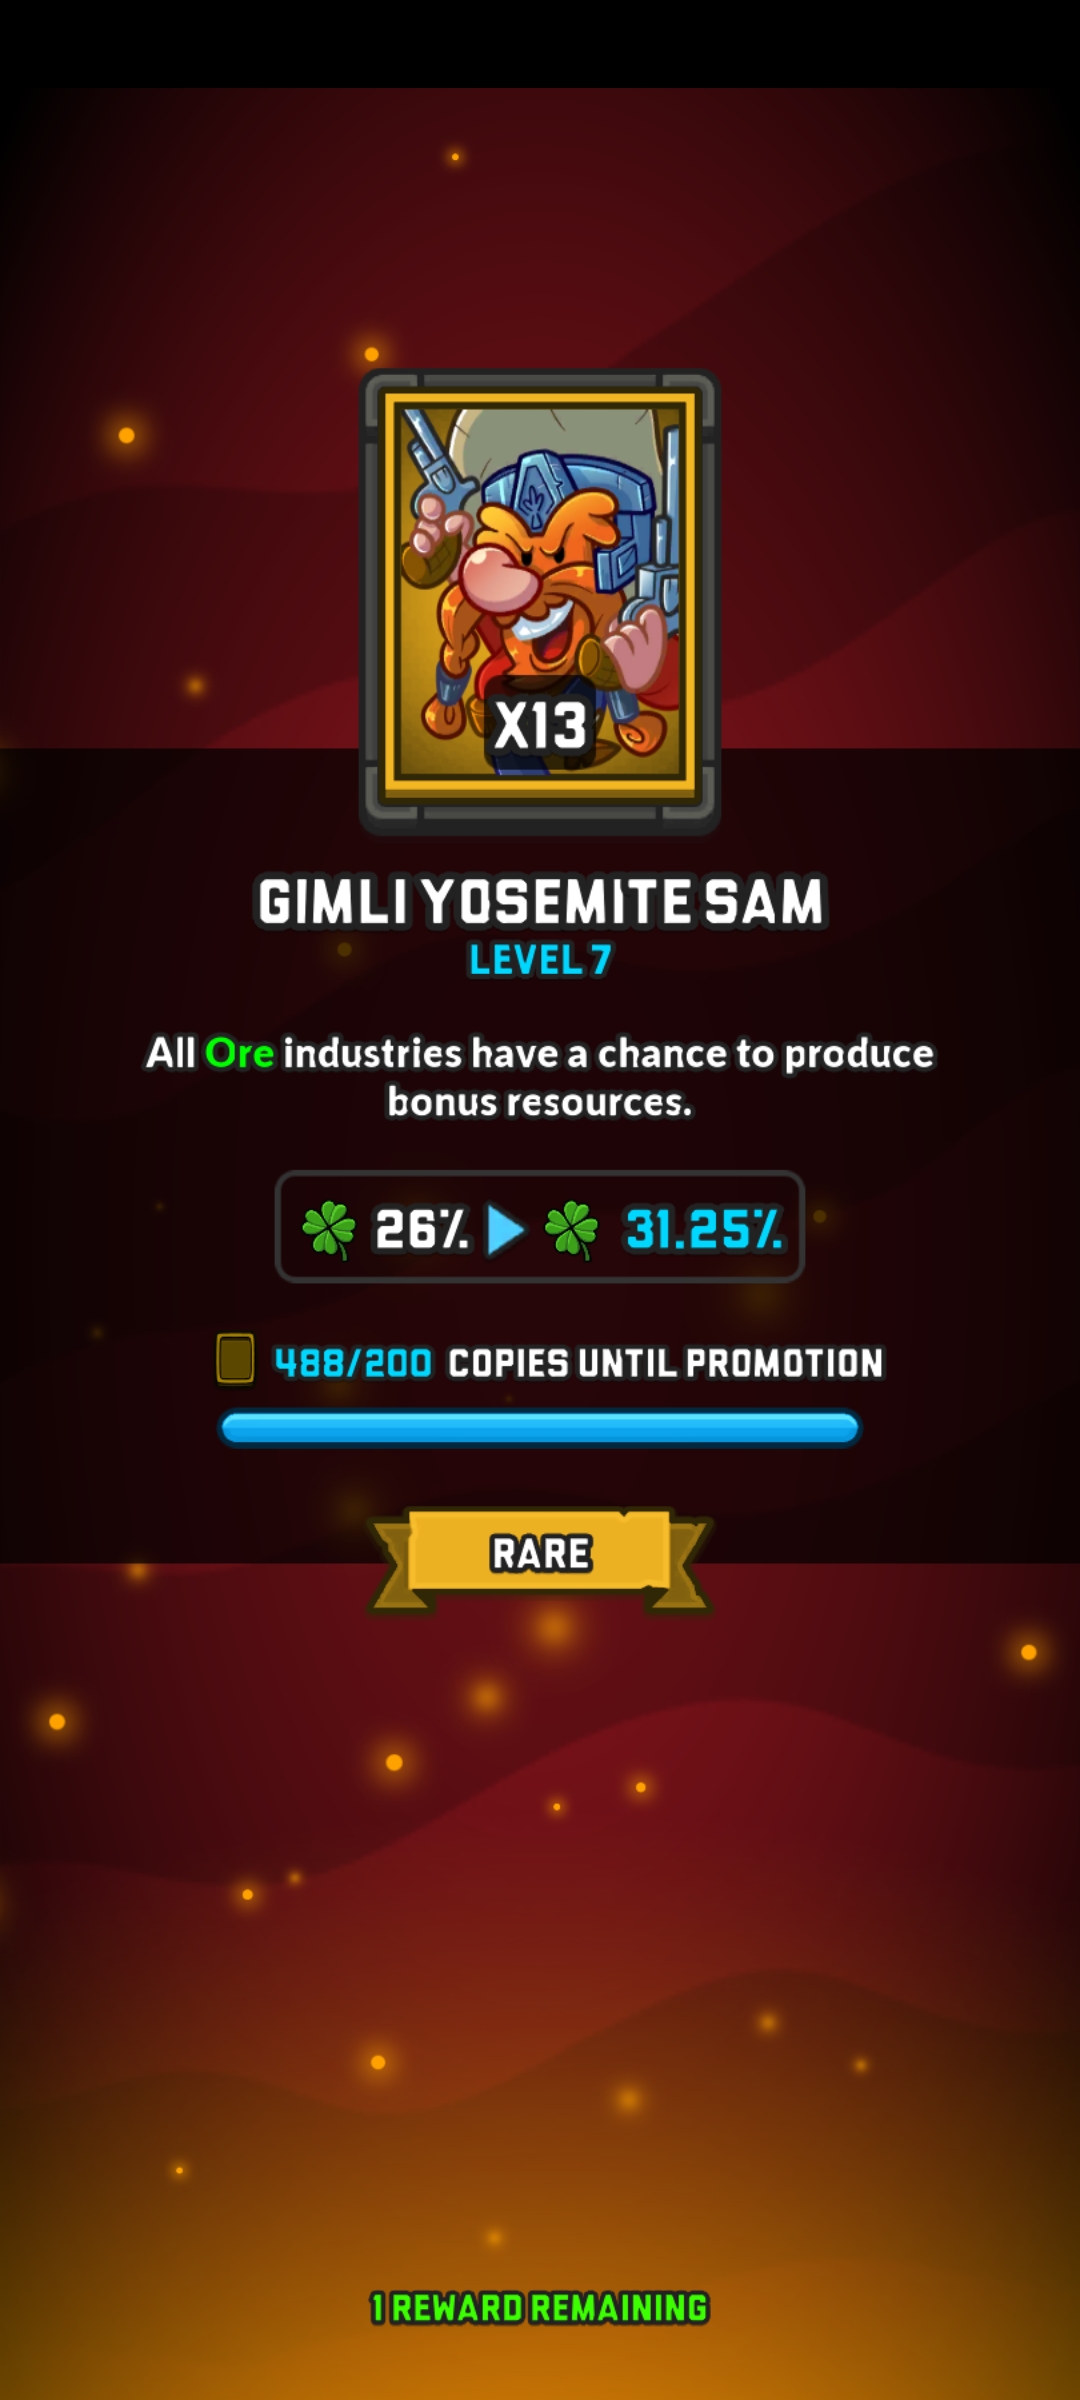 X13
GIMLI YOSEMITE SAM
LEVEL 7
All Ore industries have a chance to produce
bonus resources.
26% 31.25%
488/200 COPIES UNTIL PROMOTION
RARE
1 REWARD REMAINING